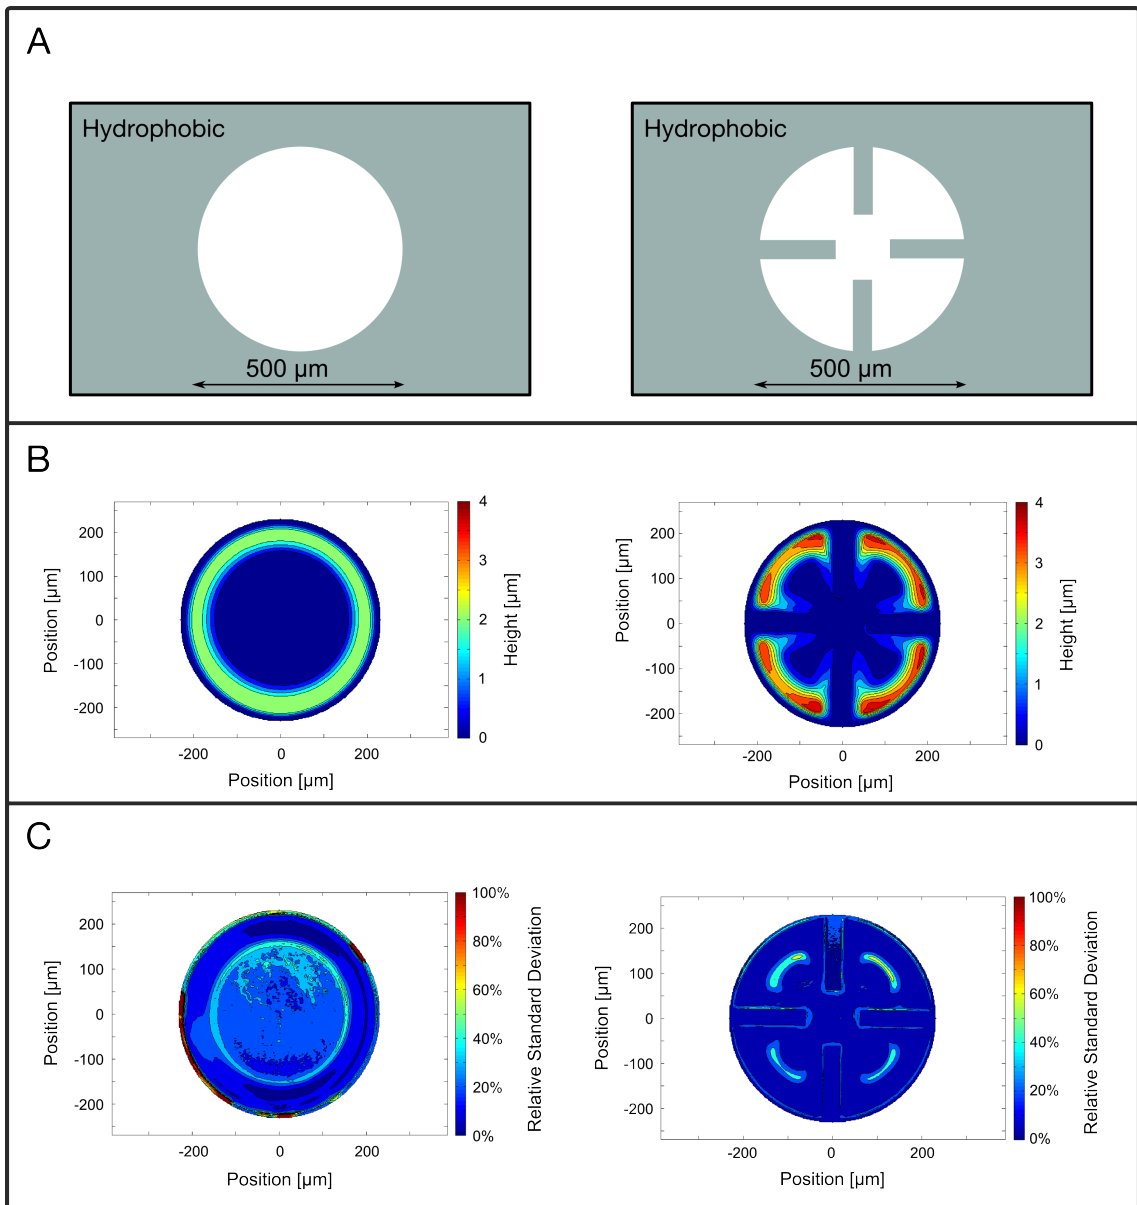 A
Hydrophobic
500 µm
Hydrophobic
500 µm
B
Position [µm]
200
100
0
-100
-200
-200
0
200
Position [µm]
4
3
2
1
0
Height [µm]
Position [µm]
200
100
0
-100
-200
-200
0
200
Position [µm]
4
3
2
1
0
Height [µm]
C
Position [µm]
200
100
0
-100
-200
-200
0
200
Position [µm]
100%
80%
60%
40%
20%
0%
Relative Standard Deviation
Position [µm]
200
100
0
-100
-200
-200
0
200
Position [µm]
100%
80%
60%
40%
20%
0%
Relative Standard Deviation